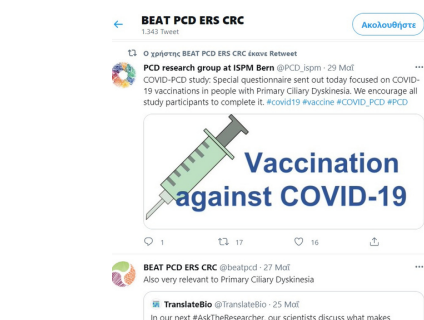 BEAT PCD ERS CRC
1.343 Tweet
Ακολουθήστε
Ο χρήστης BEAT PCD ERS CRC έκανε Retweet
PCD research group at ISPM Bern @PCD_ispm · 29 Μαΐ
COVID-PCD study: Special questionnaire sent out today focused on COVID-
19 vaccinations in people with Primary Ciliary Dyskinesia. We encourage all
study participants to complete it. #covid19 #vaccine #COVID_PCD #PCD
Vaccination
against COVID-19
1 17 16
BEAT PCD ERS CRC @beatpcd · 27 Μαΐ
Also very relevant to Primary Ciliary Dyskinesia
TranslateBio @TranslateBio · 25 Μαΐ
In our next #AskTheResearcher, our scientists discuss what makes